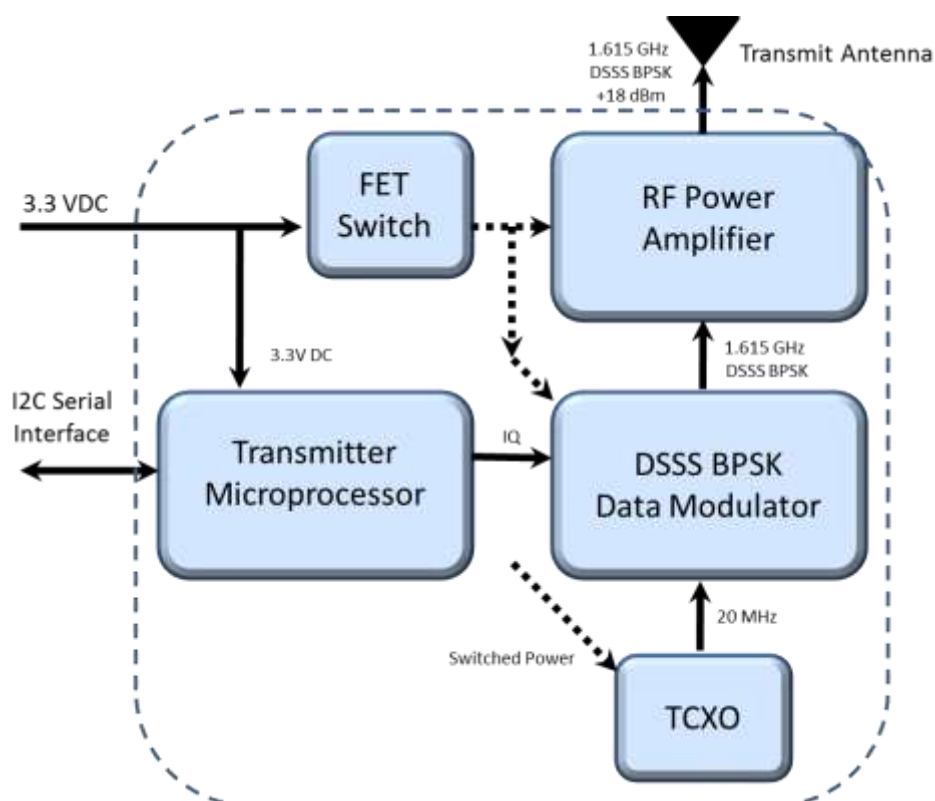 1.615 GHz
DSSS BPSK
+18 dBm
Transmit Antenna
FET
Switch
RF Power
Amplifier
3.3 VDC
3.3V DC
1.615 GHz
DSSS BPSK
I2C Serial
Interface
Transmitter
Microprocessor
IQ
DSSS BPSK
Data Modulator
20 MHz
Switched Power
TCXO